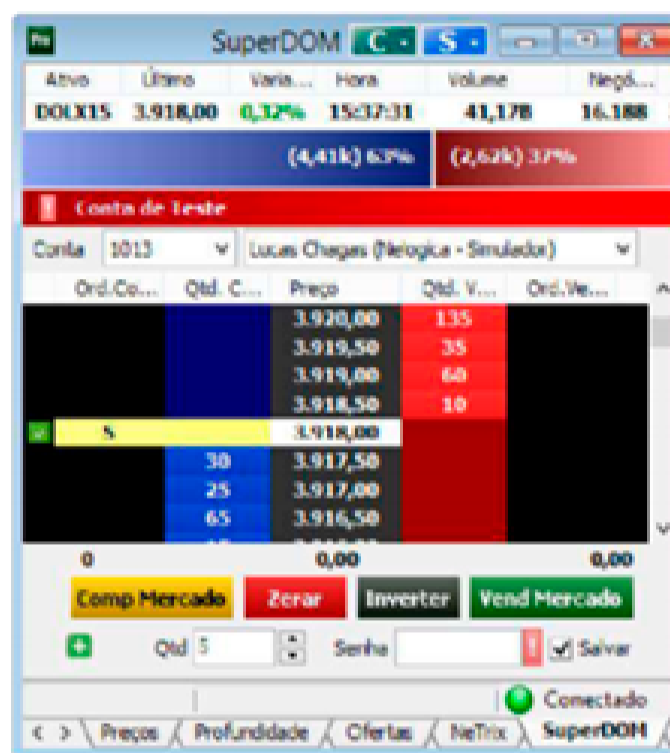 Pro SuperDOM C S
Ativo Último Varia... Hora Volume Negó...
DOLX15 3.918,00 0,32% 15:37:31 41,17B 16.188
(4,41k) 63% (2,62k) 37%
! Conta de Teste
Conta 1013 Lucas Chagas (Nelogica - Simulador)
Ord.Co... Qtd. C... Preço Qtd. V... Ord.Ve...
3.920,00 135
3.919,50 35
3.919,00 60
3.918,50 10
5 3.918,00
30 3.917,50
25 3.917,00
65 3.916,50
0 0,00 0,00
Comp Mercado Zerar Inverter Vend Mercado
Qtd 5 Senha ! Salvar
Conectado
Preços Profundidade Ofertas NeTrix SuperDOM